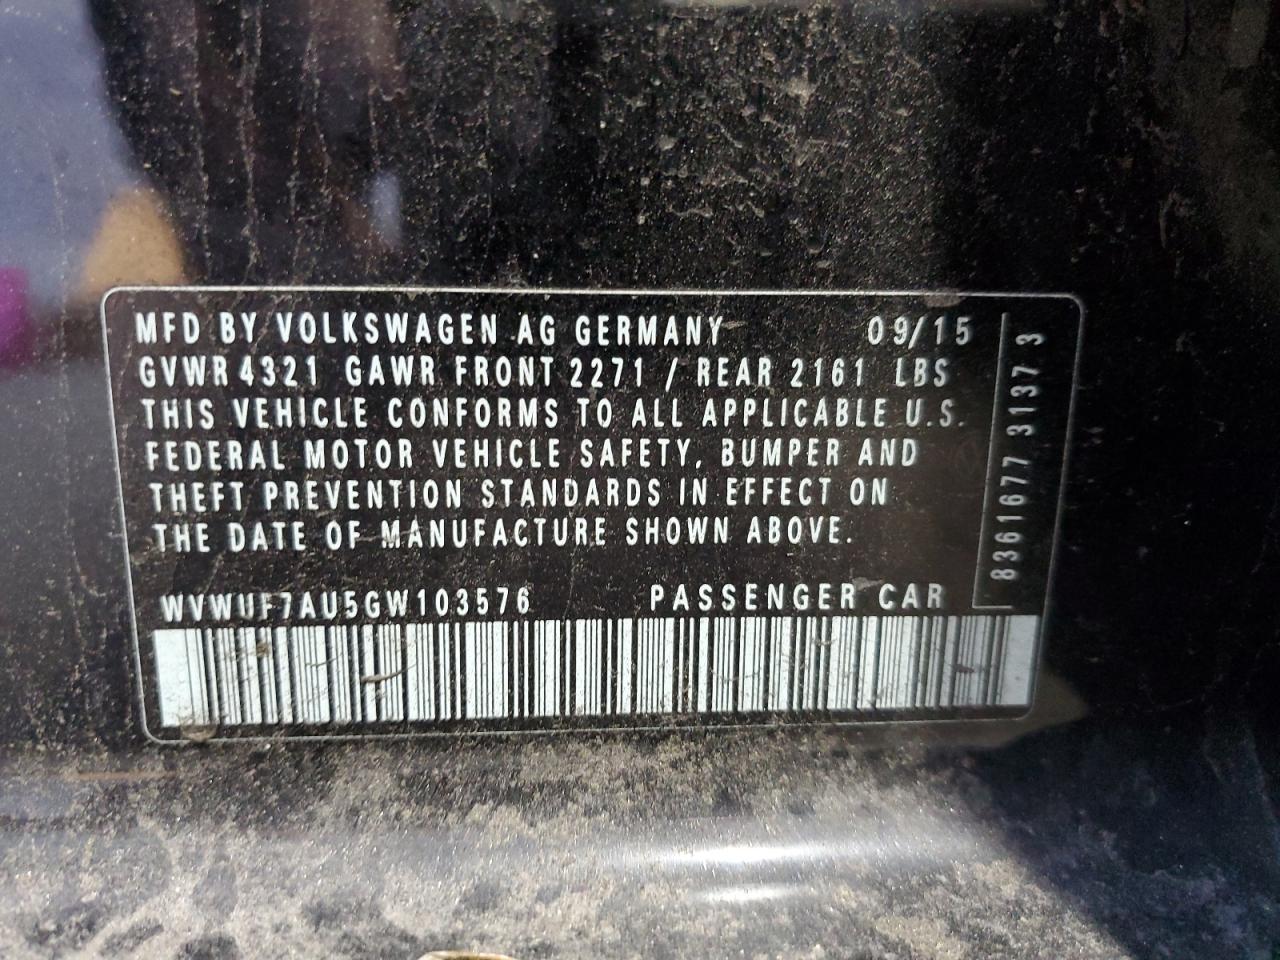 MFD BY VOLKSWAGEN AG GERMANY 09/15
GVWR 4321 GAWR FRONT 2271 / REAR 2161 LBS
THIS VEHICLE CONFORMS TO ALL APPLICABLE U.S.
FEDERAL MOTOR VEHICLE SAFETY, BUMPER AND
THEFT PREVENTION STANDARDS IN EFFECT ON
THE DATE OF MANUFACTURE SHOWN ABOVE.
WVWUF7AU5GW103576 PASSENGER CAR
8361677 3137 3